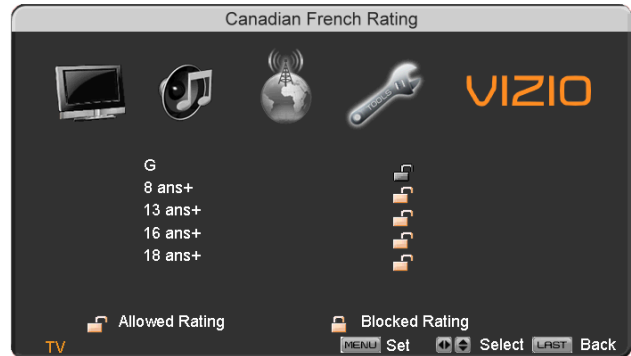 Canadian French Rating
TOOLS
VIZIO
G
8 ans+
13 ans+
16 ans+
18 ans+
Allowed Rating Blocked Rating
TV MENU Set Select LAST Back